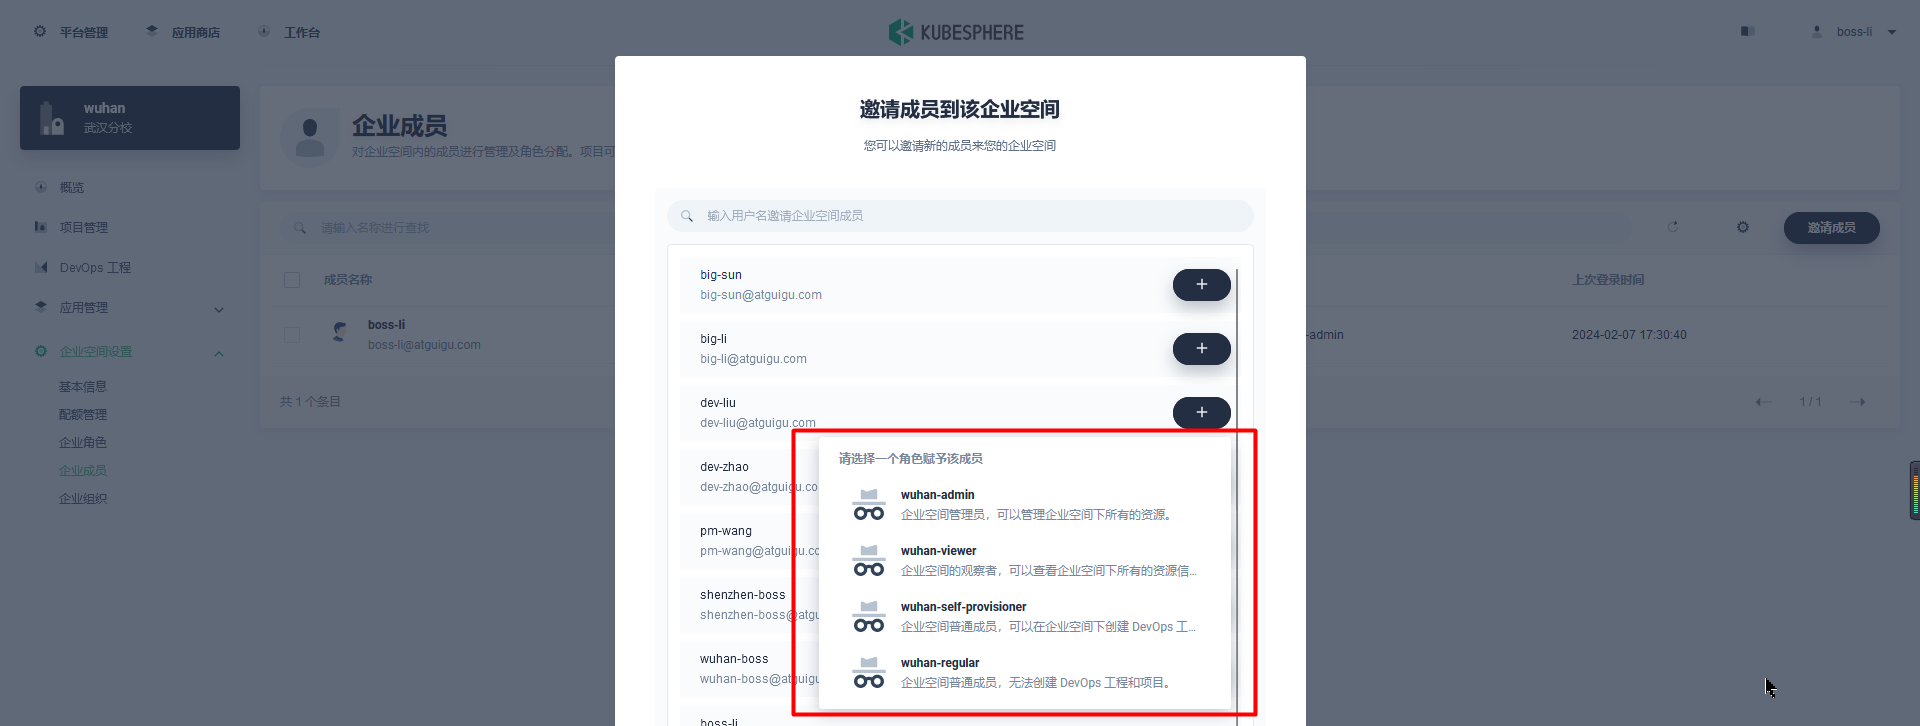 平台管理
应用商店
工作台
KUBESPHERE
boss-li
wuhan
武汉分校
概览
项目管理
DevOps 工程
应用管理
企业空间设置
基本信息
配额管理
企业角色
企业成员
企业组织
企业成员
对企业空间内的成员进行管理及角色分配。项目可
请输入名称进行查找
邀请成员
成员名称
上次登录时间
boss-li
boss-li@atguigu.com
-admin
2024-02-07 17:30:40
共 1 个条目
1 / 1
邀请成员到该企业空间
您可以邀请新的成员来您的企业空间
输入用户名邀请企业空间成员
big-sun
big-sun@atguigu.com
big-li
big-li@atguigu.com
dev-liu
dev-liu@atguigu.com
dev-zhao
dev-zhao@atguigu.co
pm-wang
pm-wang@atguigu.co
shenzhen-boss
shenzhen-boss@atgu
wuhan-boss
wuhan-boss@atguigu
boss-li
请选择一个角色赋予该成员
wuhan-admin
企业空间管理员，可以管理企业空间下所有的资源。
wuhan-viewer
企业空间的观察者，可以查看企业空间下所有的资源信...
wuhan-self-provisioner
企业空间普通成员，可以在企业空间下创建 DevOps 工...
wuhan-regular
企业空间普通成员，无法创建 DevOps 工程和项目。